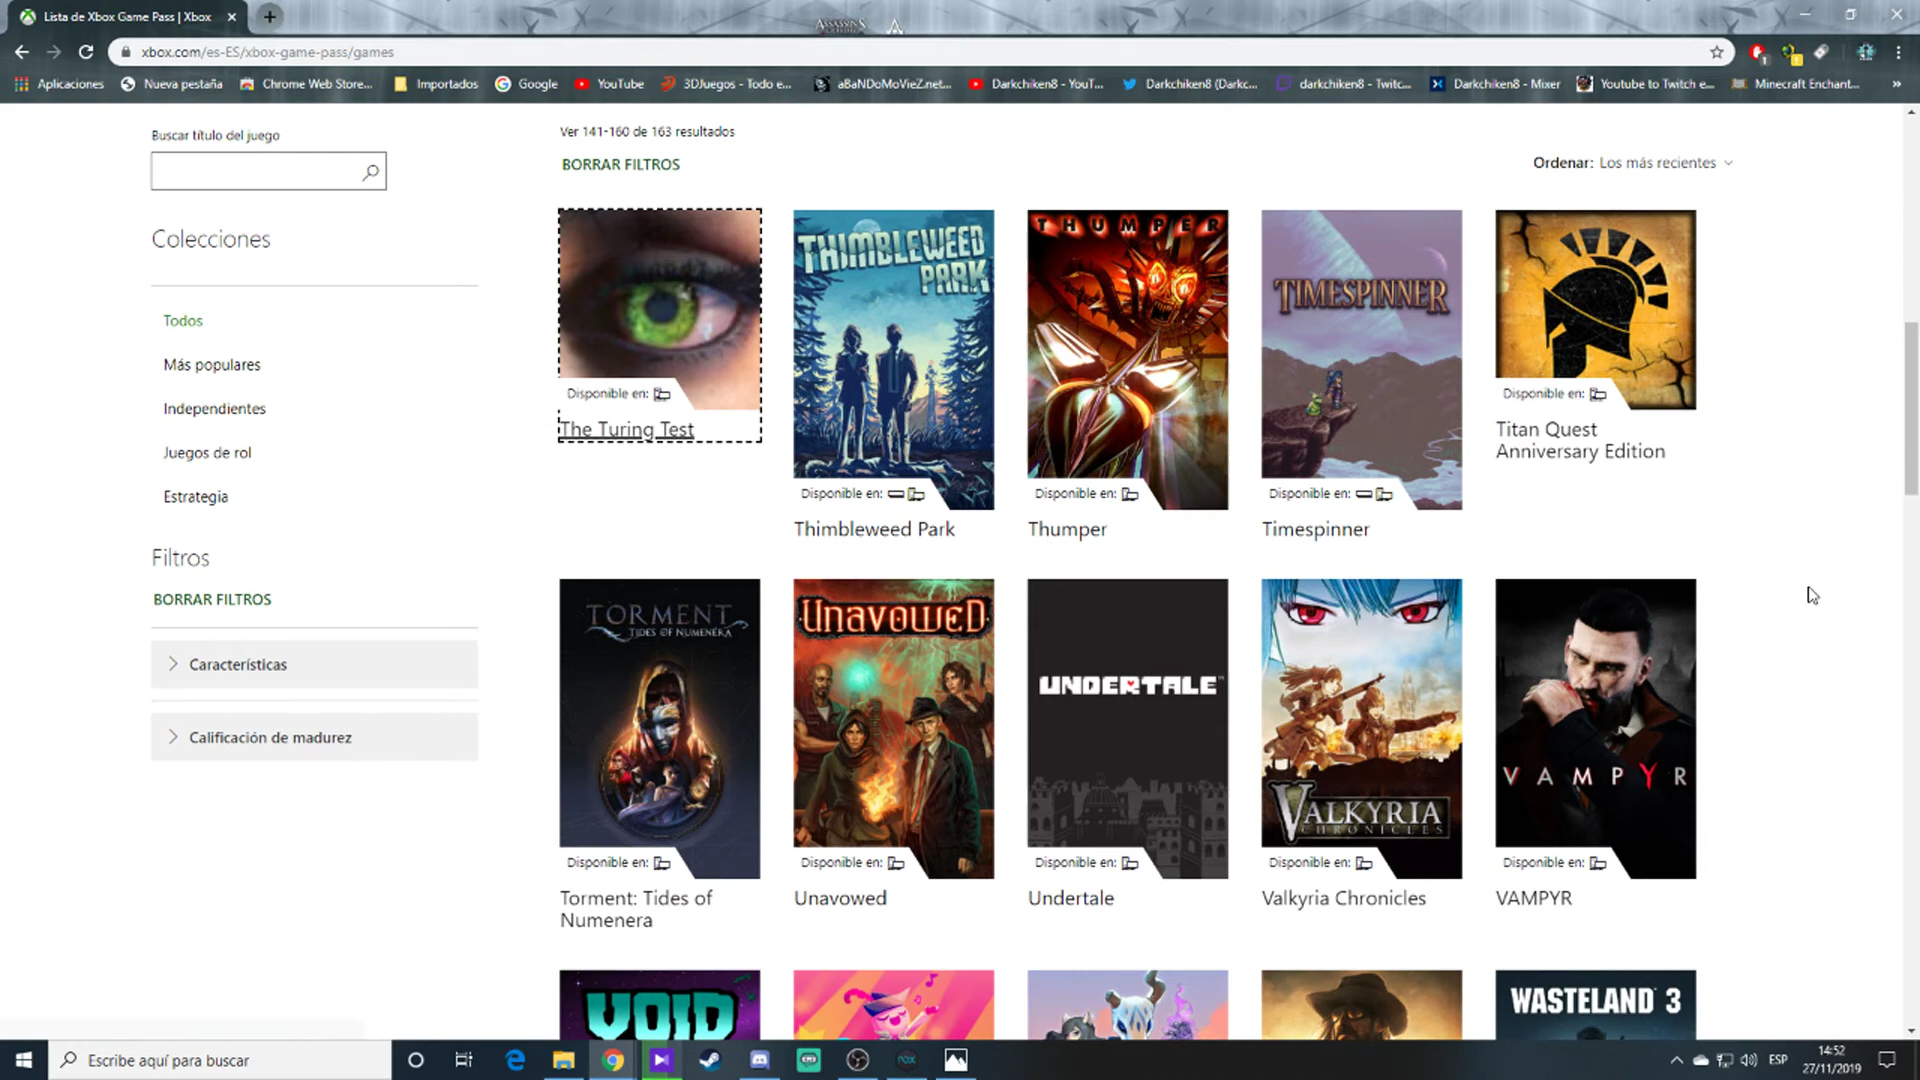 Lista de Xbox Game Pass | Xbox
ASSASSINS
xbox.com/es-ES/xbox-game-pass/games
Aplicaciones
Nueva pestaña
Chrome Web Store...
Importados
Google
YouTube
3DJuegos - Todo e...
aBaNDoMoVieZ.net...
Darkchiken8 - YouT...
Darkchiken8 (Darkc...
darkchiken8 - Twitc...
Darkchiken8 - Mixer
Youtube to Twitch e...
Minecraft Enchant...
»
Buscar título del juego
Ver 141-160 de 163 resultados
BORRAR FILTROS
Ordenar: Los más recientes
Colecciones
Todos
Más populares
Independientes
Juegos de rol
Estrategia
Filtros
BORRAR FILTROS
Características
Calificación de madurez
Disponible en:
The Turing Test
THIMBLEWEED
PARK
Disponible en:
Thimbleweed Park
THUMPER
Disponible en:
Thumper
TIMESPINNER
Disponible en:
Timespinner
Disponible en:
Titan Quest
Anniversary Edition
TORMENT
TIDES OF NUMENERA
Disponible en:
Torment: Tides of
Numenera
UNAVOWED
Disponible en:
Unavowed
UNDERTALE™
Disponible en:
Undertale
VALKYRIA
CHRONICLES
Disponible en:
Valkyria Chronicles
VAMPYR
Disponible en:
VAMPYR
VOID
WASTELAND 3
Escribe aquí para buscar
nox
ESP
14:52
27/11/2019